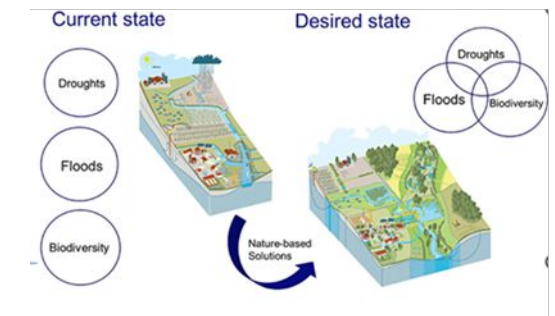 Current state
Desired state
Droughts
Floods
Biodiversity
Droughts
Floods
Biodiversity
Nature-based
Solutions